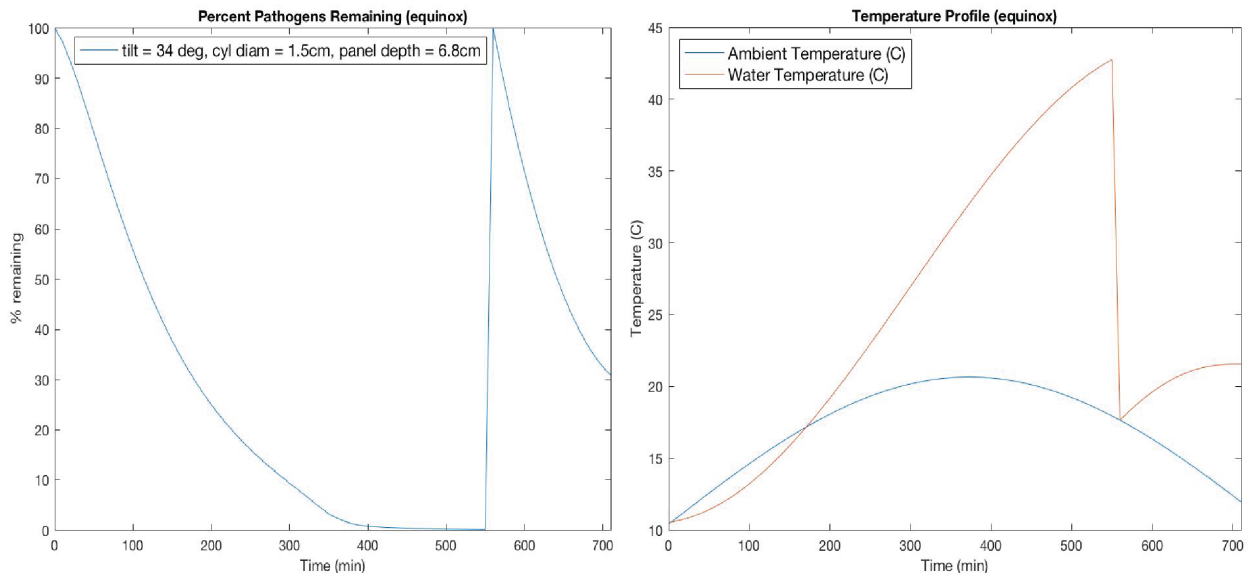 Percent Pathogens Remaining (equinox)
tilt = 34 deg, cyl diam = 1.5cm, panel depth = 6.8cm
100
90
80
70
60
50
40
30
20
10
0
% remaining
0 100 200 300 400 500 600 700
Time (min)
Temperature Profile (equinox)
Ambient Temperature (C)
Water Temperature (C)
45
40
35
30
25
20
15
10
Temperature (C)
0 100 200 300 400 500 600 700
Time (min)